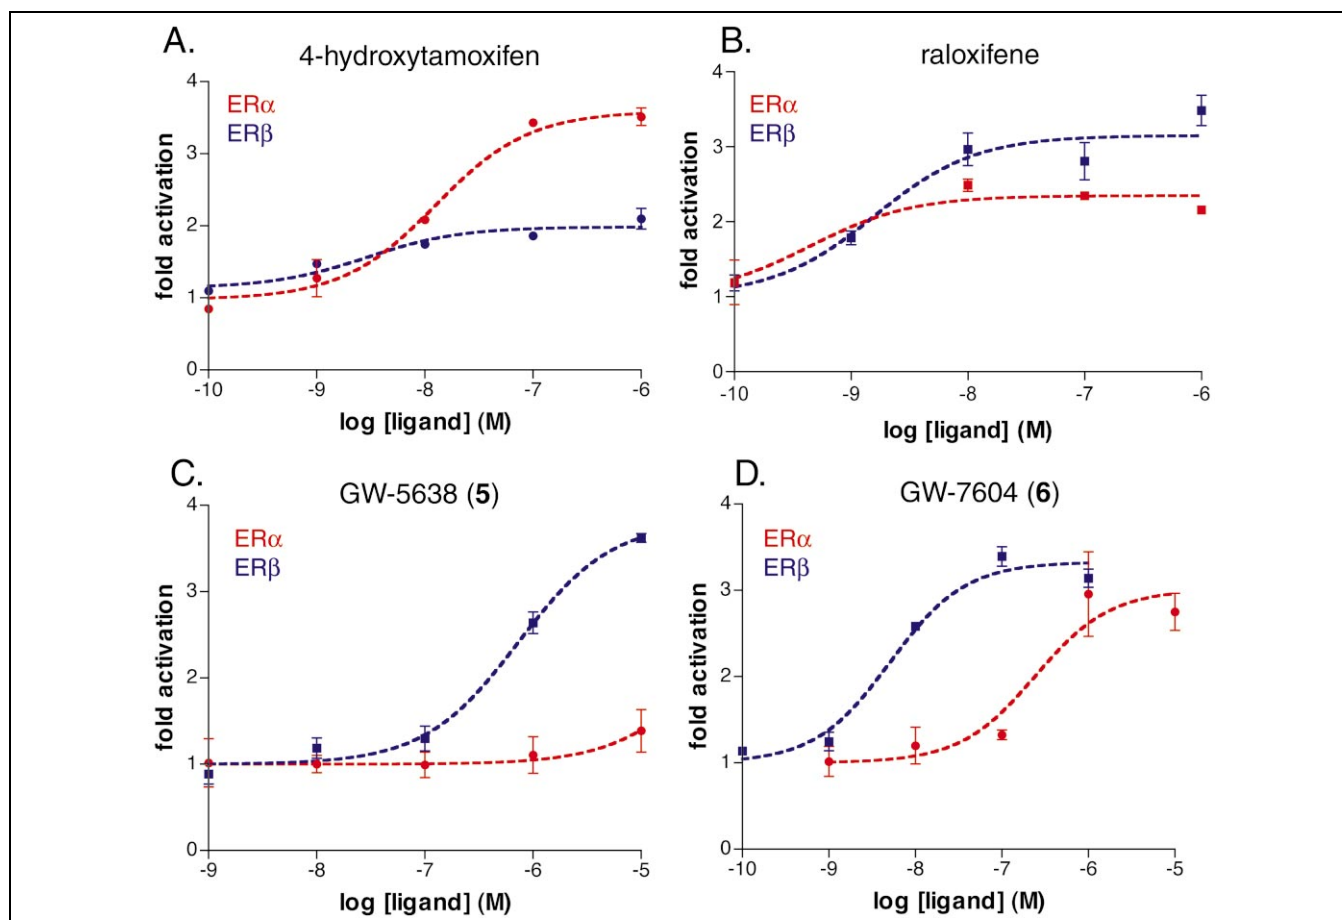 A.
4-hydroxytamoxifen
4
3
2
1
0
fold activation
ERα
ERβ
-10
-9
-8
-7
-6
log [ligand] (M)
B.
raloxifene
4
3
2
1
0
fold activation
ERα
ERβ
-10
-9
-8
-7
-6
log [ligand] (M)
C.
GW-5638 (5)
4
3
2
1
0
fold activation
ERα
ERβ
-9
-8
-7
-6
-5
log [ligand] (M)
D.
GW-7604 (6)
4
3
2
1
0
fold activation
ERα
ERβ
-10
-9
-8
-7
-6
-5
log [ligand] (M)